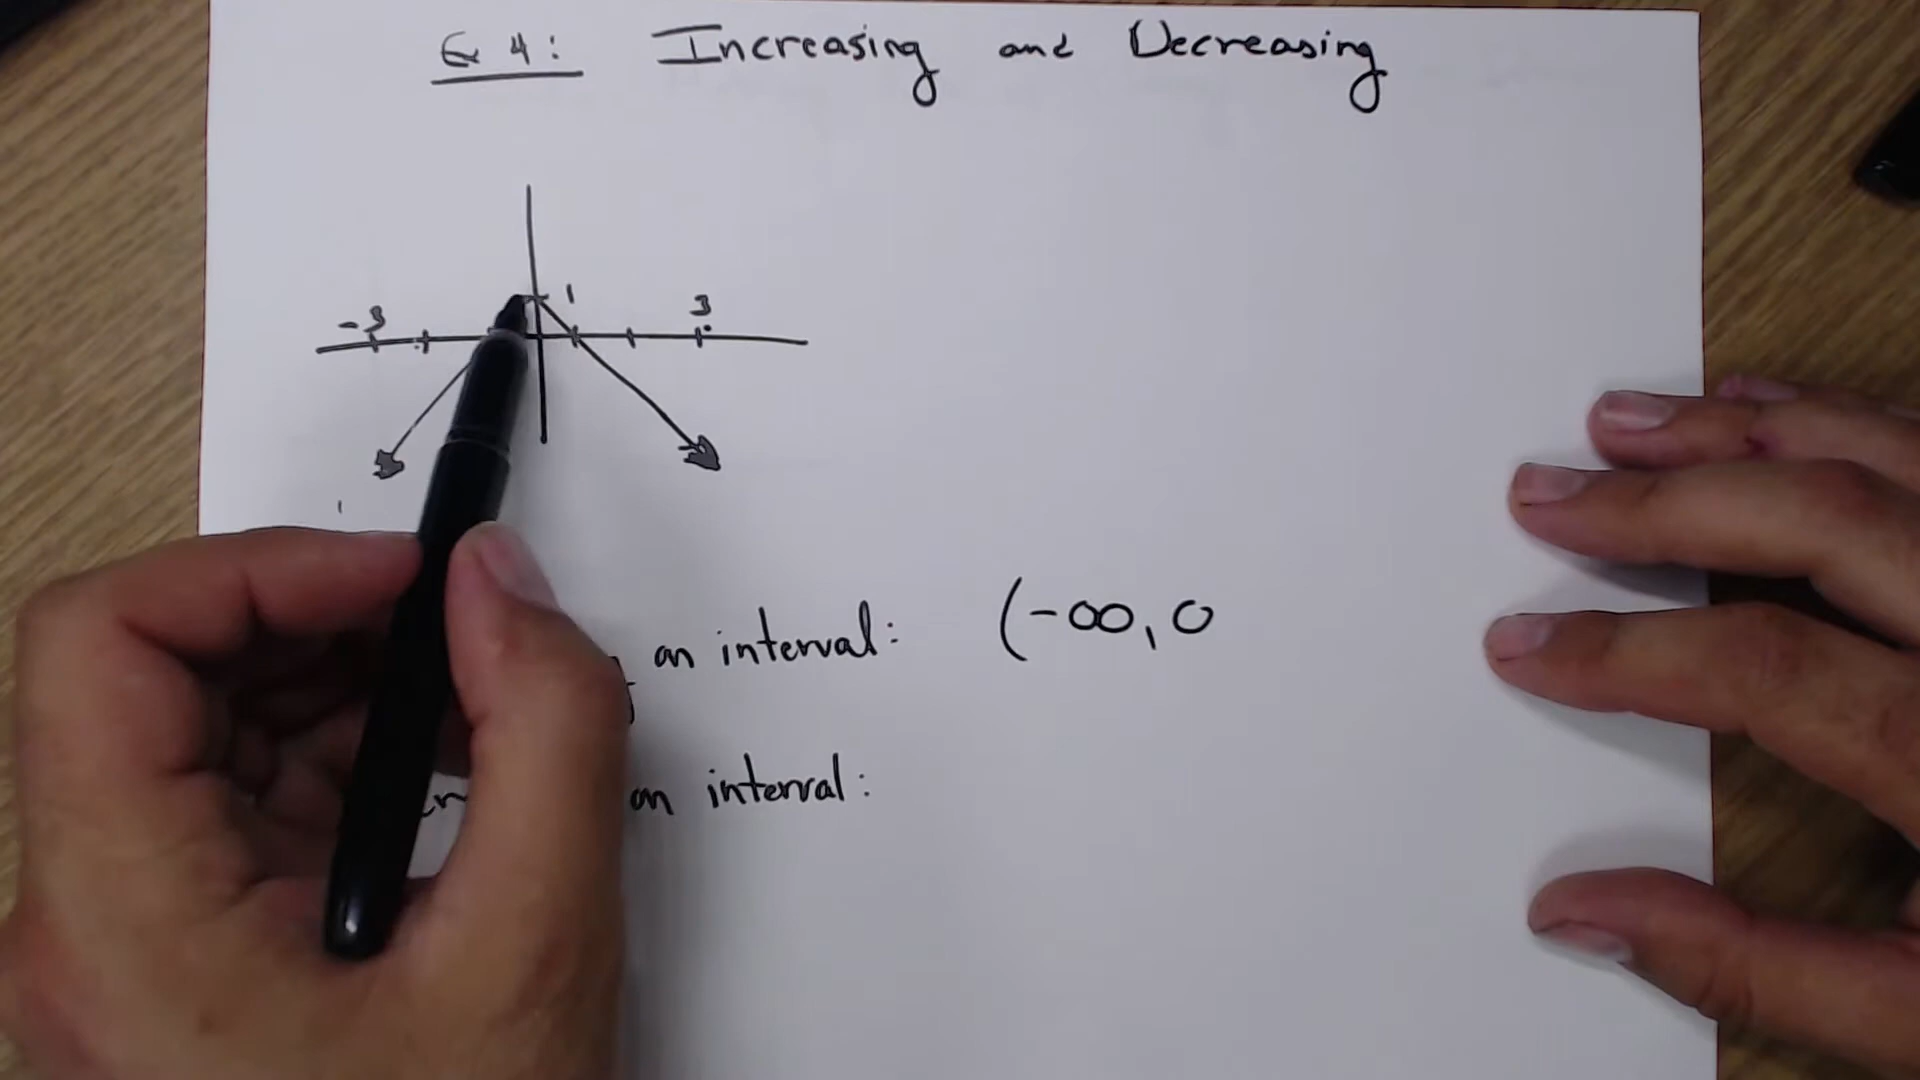 Ex 4: Increasing and Decreasing
1
-3 3
an interval: (-∞, 0
on interval: